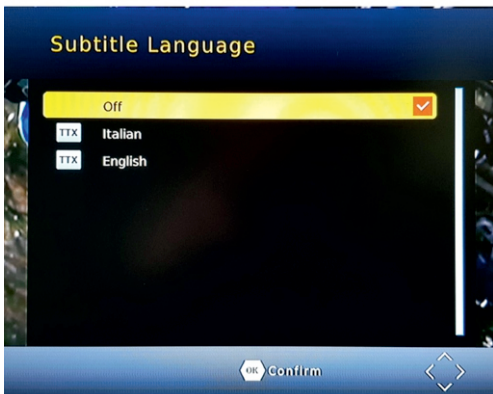 Subtitle Language
Off
TTX Italian
TTX English
OK Confirm